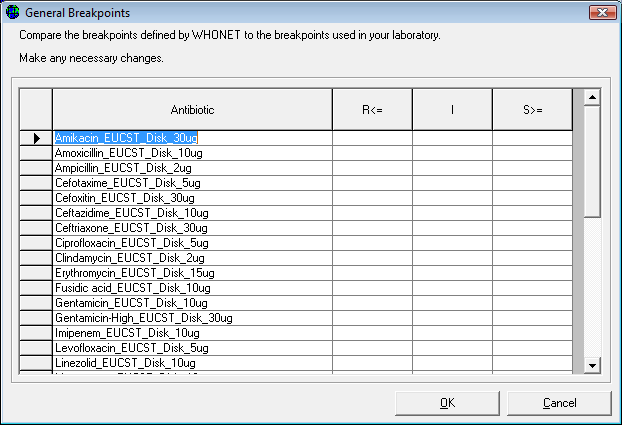 General Breakpoints
Compare the breakpoints defined by WHONET to the breakpoints used in your laboratory.
Make any necessary changes.
Antibiotic R<= I S>=
Amikacin_EUCST_Disk_30ug
Amoxicillin_EUCST_Disk_10ug
Ampicillin_EUCST_Disk_2ug
Cefotaxime_EUCST_Disk_5ug
Cefoxitin_EUCST_Disk_30ug
Ceftazidime_EUCST_Disk_10ug
Ceftriaxone_EUCST_Disk_30ug
Ciprofloxacin_EUCST_Disk_5ug
Clindamycin_EUCST_Disk_2ug
Erythromycin_EUCST_Disk_15ug
Fusidic acid_EUCST_Disk_10ug
Gentamicin_EUCST_Disk_10ug
Gentamicin-High_EUCST_Disk_30ug
Imipenem_EUCST_Disk_10ug
Levofloxacin_EUCST_Disk_5ug
Linezolid_EUCST_Disk_10ug
OK Cancel